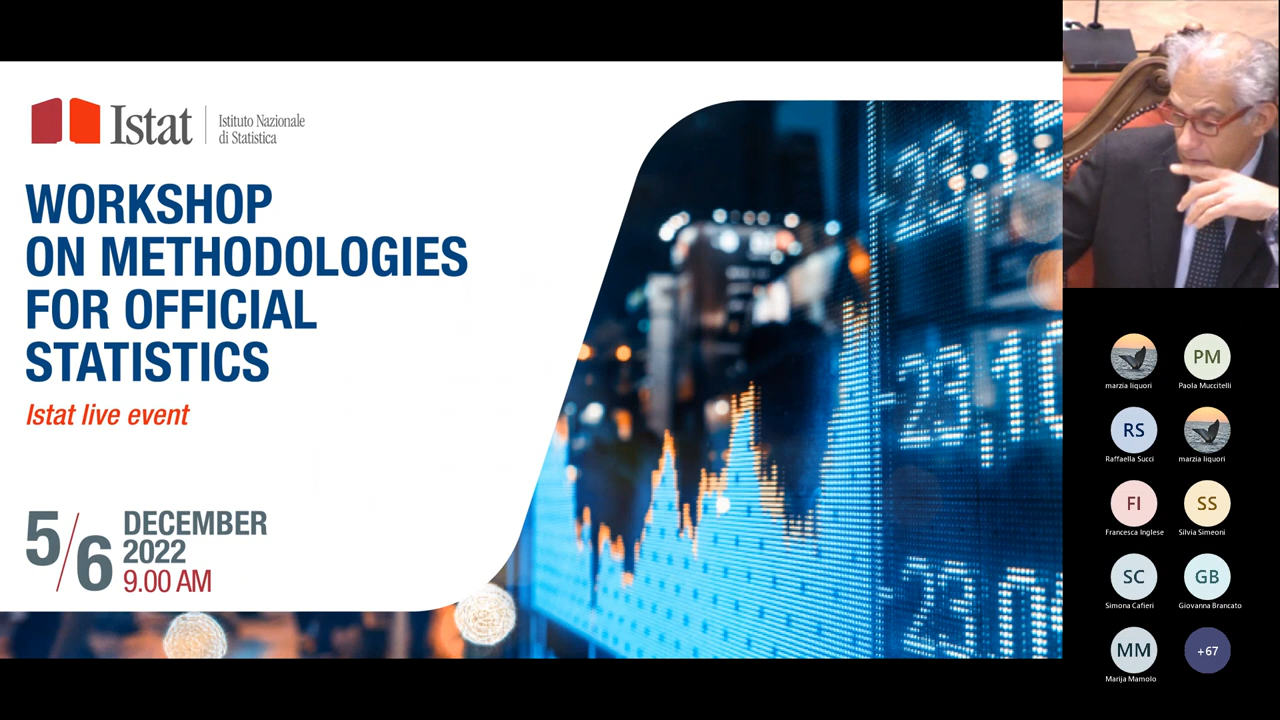 Istat
Istituto Nazionale
di Statistica
WORKSHOP
ON METHODOLOGIES
FOR OFFICIAL
STATISTICS
Istat live event
5/6
DECEMBER
2022
9.00 AM
marzia liquori
PM
Paola Muccitelli
RS
Raffaella Succi
marzia liquori
FI
Francesca Inglese
SS
Silvia Simeoni
SC
Simona Cafieri
GB
Giovanna Brancato
MM
Marija Mamolo
+67